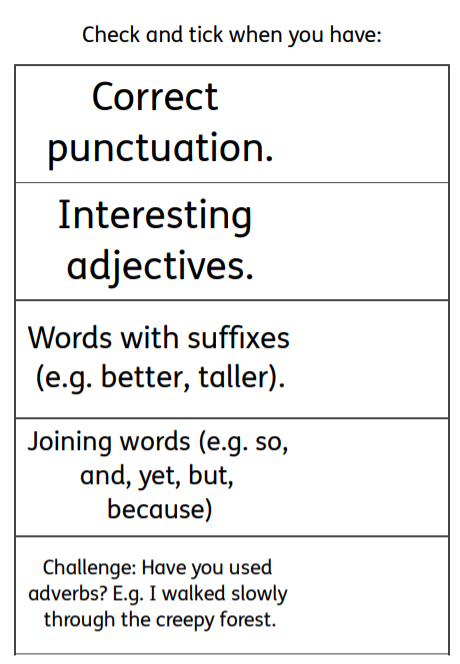 Check and tick when you have:
Correct
punctuation.
Interesting
adjectives.
Words with suffixes
(e.g. better, taller).
Joining words (e.g. so,
and, yet, but,
because)
Challenge: Have you used
adverbs? E.g. I walked slowly
through the creepy forest.